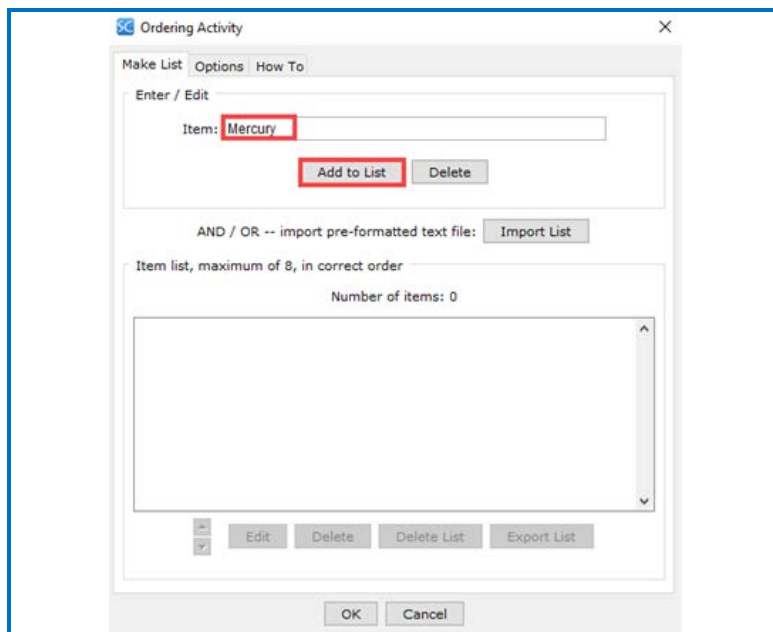 SC Ordering Activity
Make List Options How To
Enter / Edit
Item: Mercury
Add to List Delete
AND / OR -- import pre-formatted text file: Import List
Item list, maximum of 8, in correct order
Number of items: 0
Edit Delete Delete List Export List
OK Cancel